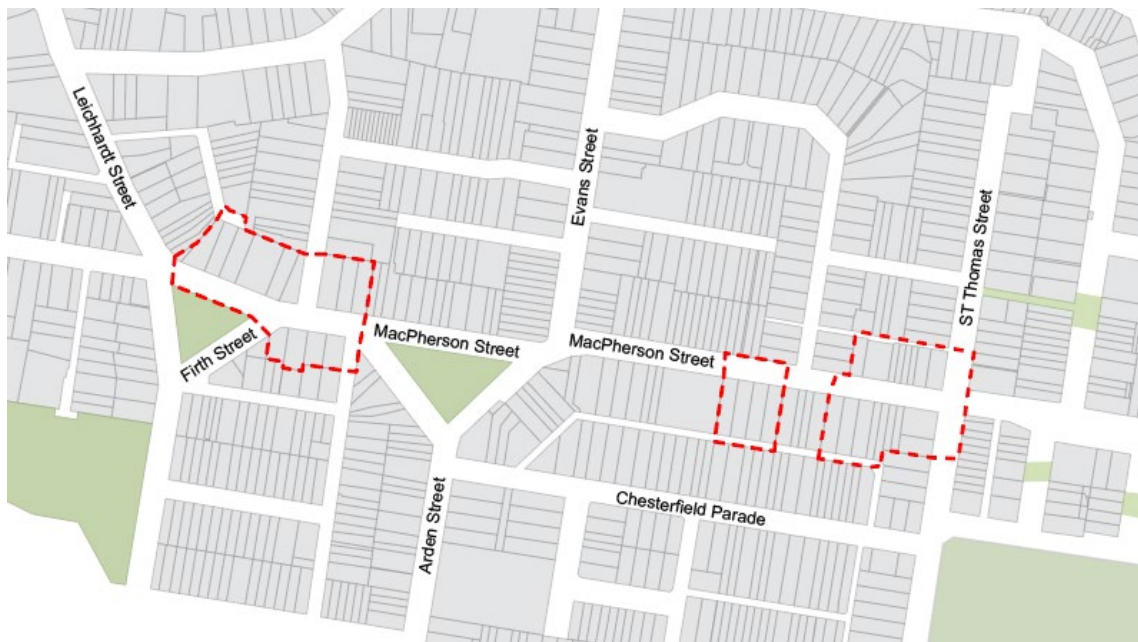 Leichhardt Street
Evans Street
ST Thomas Street
MacPherson Street
MacPherson Street
Firth Street
Arden Street
Chesterfield Parade